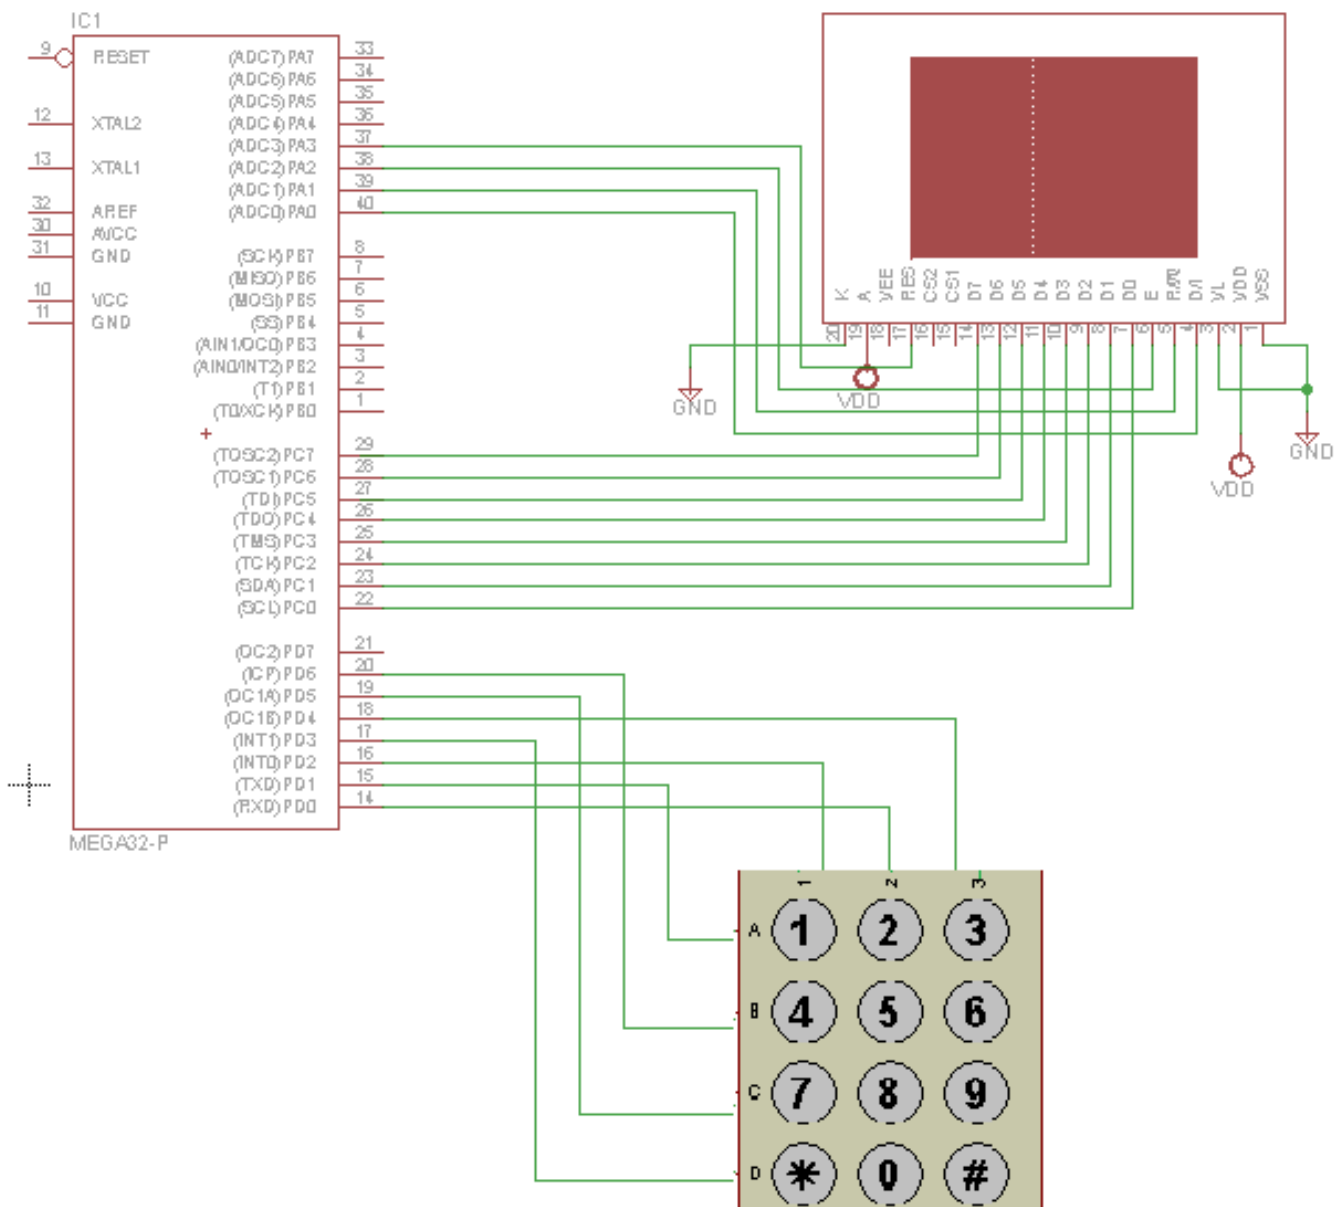 IC1
9 RESET (ADC7)PA7 33
(ADC6)PA6 34
(ADC5)PA5 35
12 XTAL2 (ADC4)PA4 36
(ADC3)PA3 37
13 XTAL1 (ADC2)PA2 38
(ADC1)PA1 39
32 AREF (ADC0)PA0 40
30 AVCC
31 GND (SCK)PB7 8
(MISO)PB6 7
10 VCC (MOSI)PB5 6
11 GND (SS)PB4 5
(AIN1/OC0)PB3 4
(AIN0/INT2)PB2 3
(T1)PB1 2
(T0/XCK)PB0 1
(TOSC2)PC7 29
(TOSC1)PC6 28
(TDI)PC5 27
(TDO)PC4 26
(TMS)PC3 25
(TCK)PC2 24
(SDA)PC1 23
(SCL)PC0 22
(OC2)PD7 21
(ICP)PD6 20
(OC1A)PD5 19
(OC1B)PD4 18
(INT1)PD3 17
(INT0)PD2 16
(TXD)PD1 15
(RXD)PD0 14
MEGA32-P
K A VEE RES CS2 CS1 D7 D6 D5 D4 D3 D2 D1 D0 E R/W D/I VL VDD VSS
20 19 18 17 16 15 14 13 12 11 10 9 8 7 6 5 4 3 2 1
GND
VDD
GND
VDD
1 2 3
A 1 2 3
B 4 5 6
C 7 8 9
D * 0 #